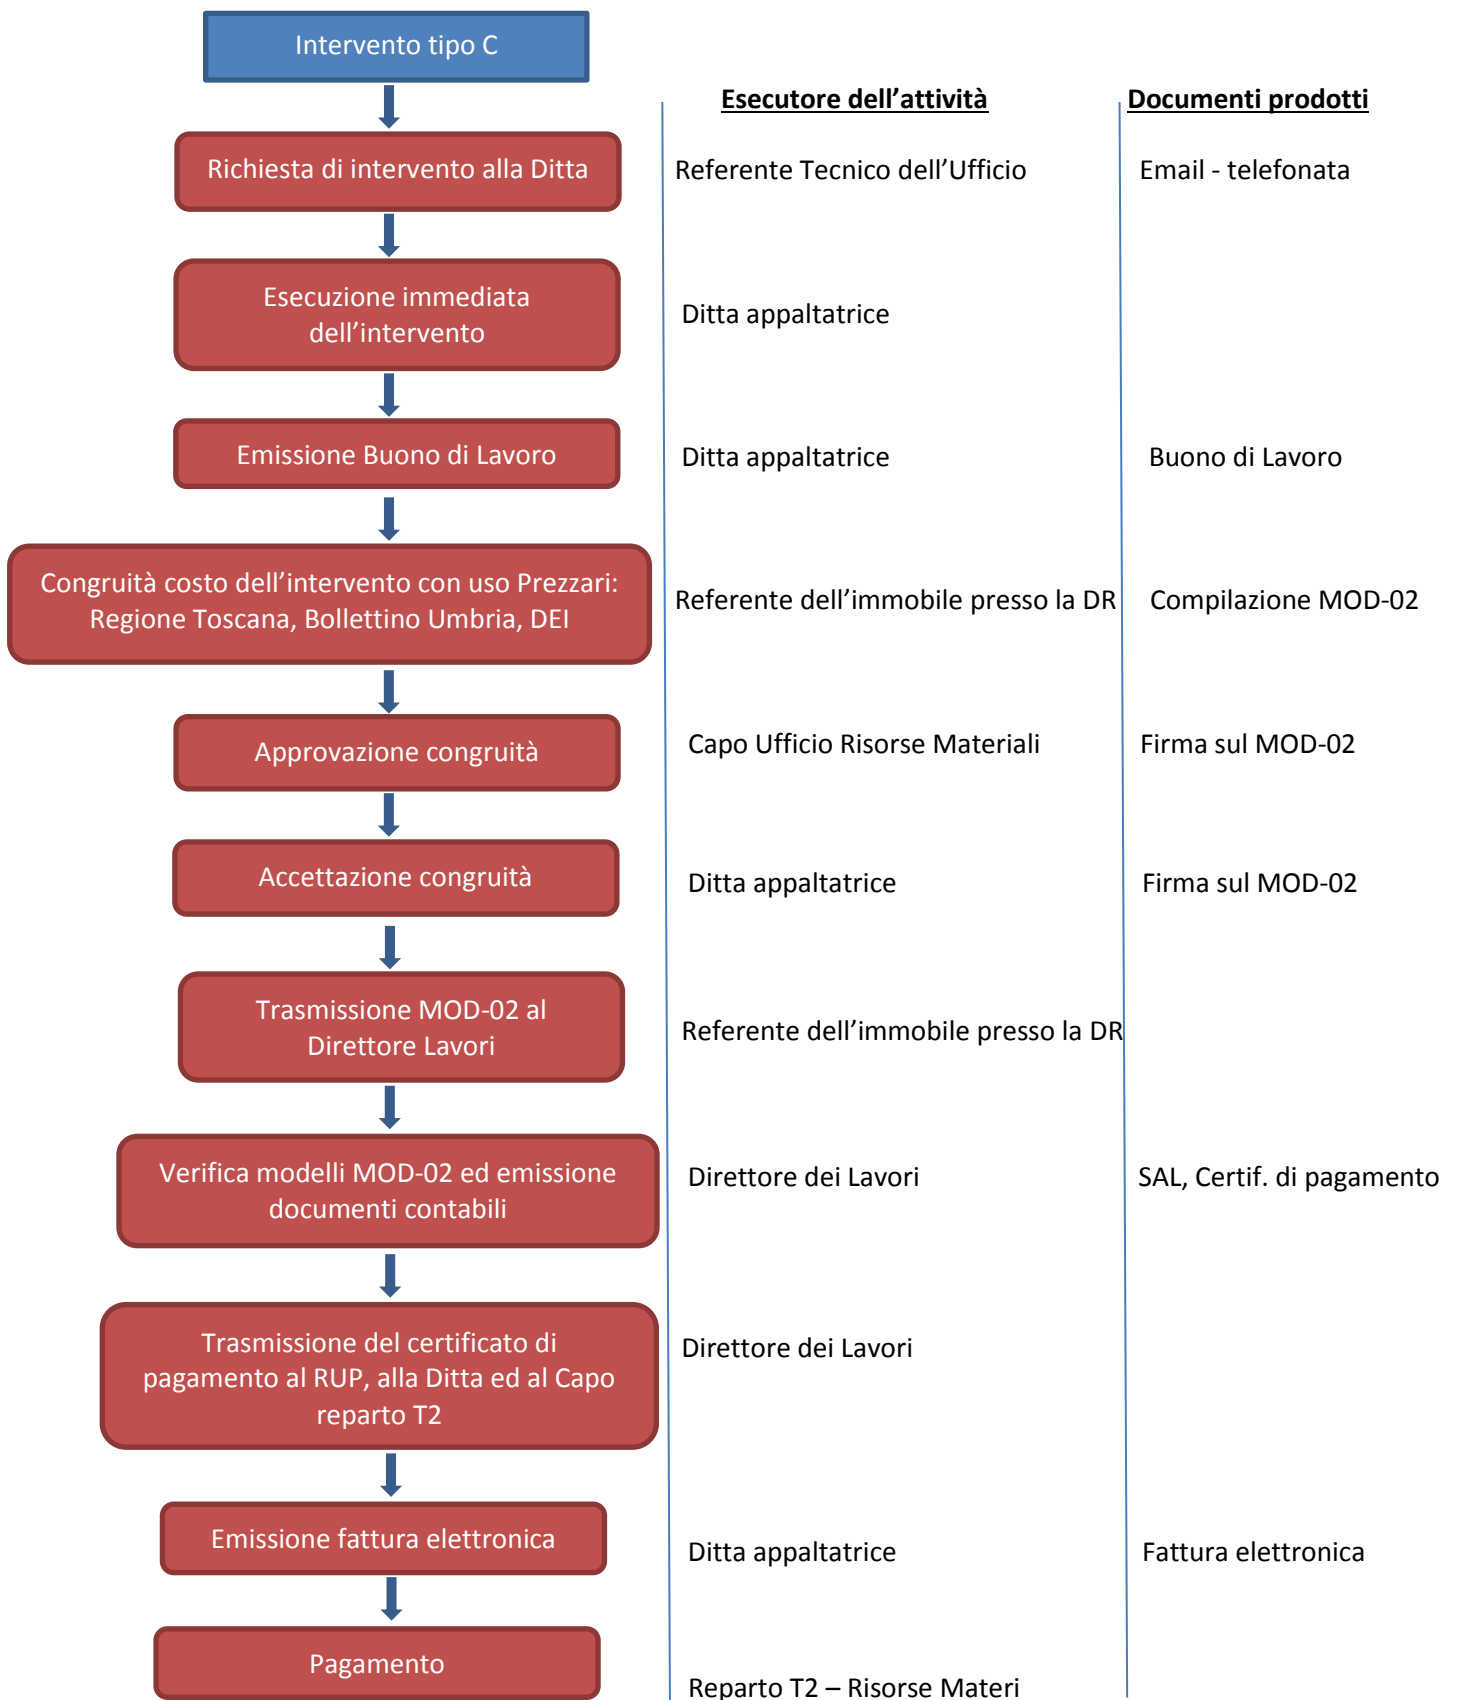 Intervento tipo C
Esecutore dell’attività
Documenti prodotti
Richiesta di intervento alla Ditta
Referente Tecnico dell’Ufficio
Email - telefonata
Esecuzione immediata
dell’intervento
Ditta appaltatrice
Emissione Buono di Lavoro
Ditta appaltatrice
Buono di Lavoro
Congruità costo dell’intervento con uso Prezzari:
Regione Toscana, Bollettino Umbria, DEI
Referente dell’immobile presso la DR
Compilazione MOD-02
Approvazione congruità
Capo Ufficio Risorse Materiali
Firma sul MOD-02
Accettazione congruità
Ditta appaltatrice
Firma sul MOD-02
Trasmissione MOD-02 al
Direttore Lavori
Referente dell’immobile presso la DR
Verifica modelli MOD-02 ed emissione
documenti contabili
Direttore dei Lavori
SAL, Certif. di pagamento
Trasmissione del certificato di
pagamento al RUP, alla Ditta ed al Capo
reparto T2
Direttore dei Lavori
Emissione fattura elettronica
Ditta appaltatrice
Fattura elettronica
Pagamento
Reparto T2 – Risorse Materi